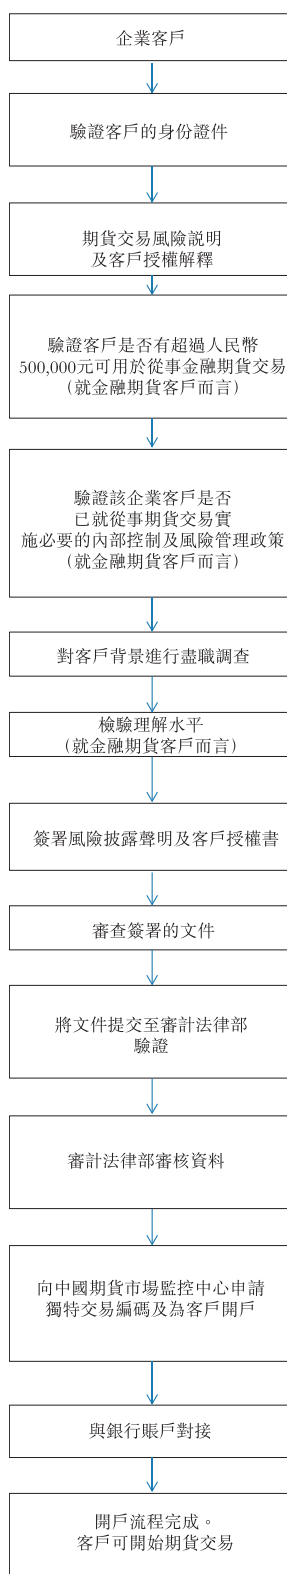 企業客戶
驗證客戶的身份證件
期貨交易風險説明
及客戶授權解釋
驗證客戶是否有超過人民幣
500,000元可用於從事金融期貨交易
（就金融期貨客戶而言）
驗證該企業客戶是否
已就從事期貨交易實
施必要的內部控制及風險管理政策
（就金融期貨客戶而言）
對客戶背景進行盡職調查
檢驗理解水平
（就金融期貨客戶而言）
簽署風險披露聲明及客戶授權書
審查簽署的文件
將文件提交至審計法律部
驗證
審計法律部審核資料
向中國期貨市場監控中心申請
獨特交易編碼及為客戶開戶
與銀行賬戶對接
開戶流程完成。
客戶可開始期貨交易